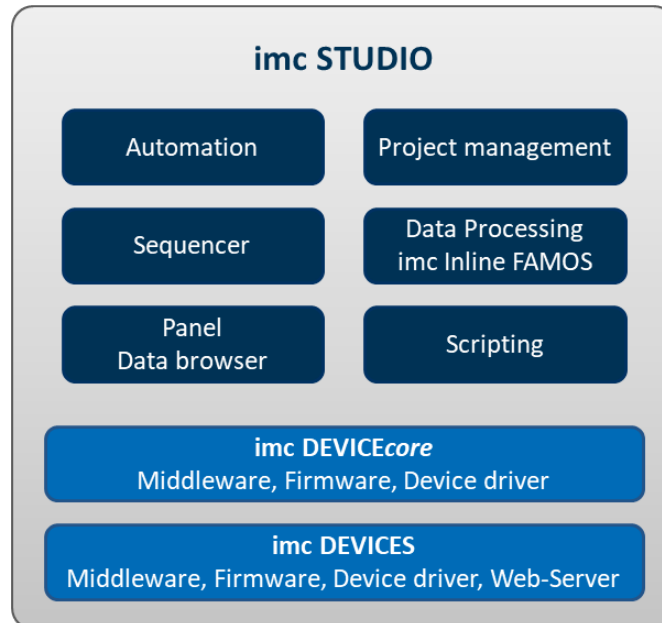 imc STUDIO
Automation
Project management
Sequencer
Data Processing
imc Inline FAMOS
Panel
Data browser
Scripting
imc DEVICEcore
Middleware, Firmware, Device driver
imc DEVICES
Middleware, Firmware, Device driver, Web-Server